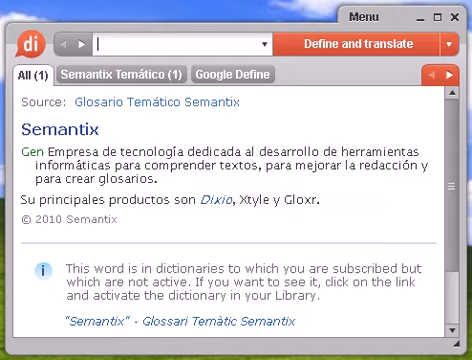 Menu
di
Define and translate
All (1) Semantix Temático (1) Google Define
Source: Glosario Temático Semantix
Semantix
Gen Empresa de tecnología dedicada al desarrollo de herramientas
informáticas para comprender textos, para mejorar la redacción y
para crear glosarios.
Su principales productos son Dixio, Xtyle y Gloxr.
© 2010 Semantix
i
This word is in dictionaries to which you are subscribed but
which are not active. If you want to see it, click on the link
and activate the dictionary in your Library.
"Semantix" - Glossari Temàtic Semantix